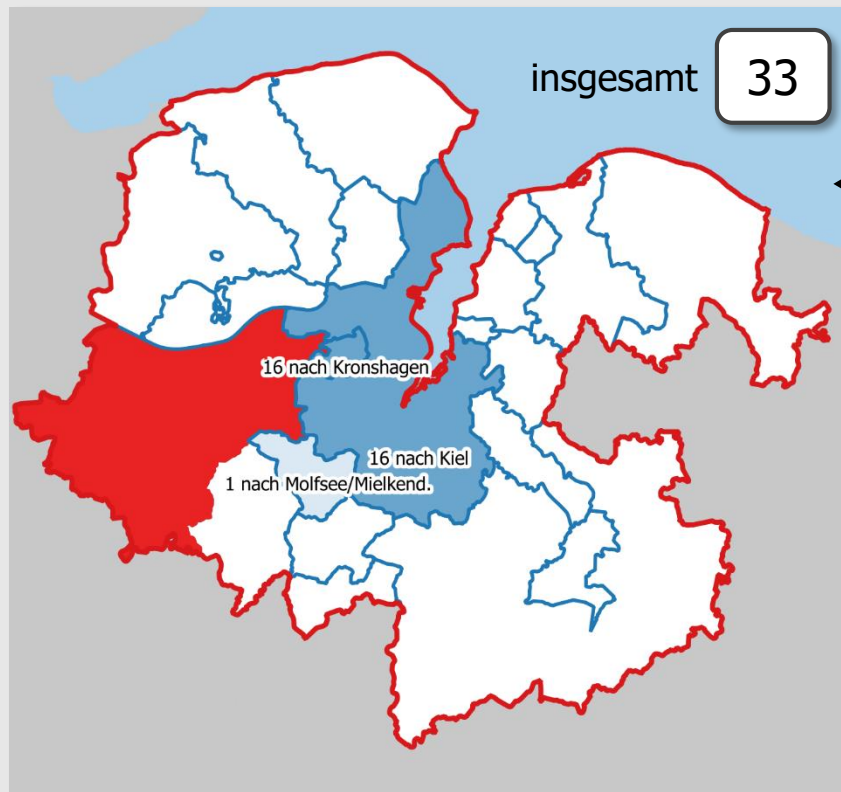 insgesamt 33
16 nach Kronshagen
16 nach Kiel
1 nach Molfsee/Mielkend.